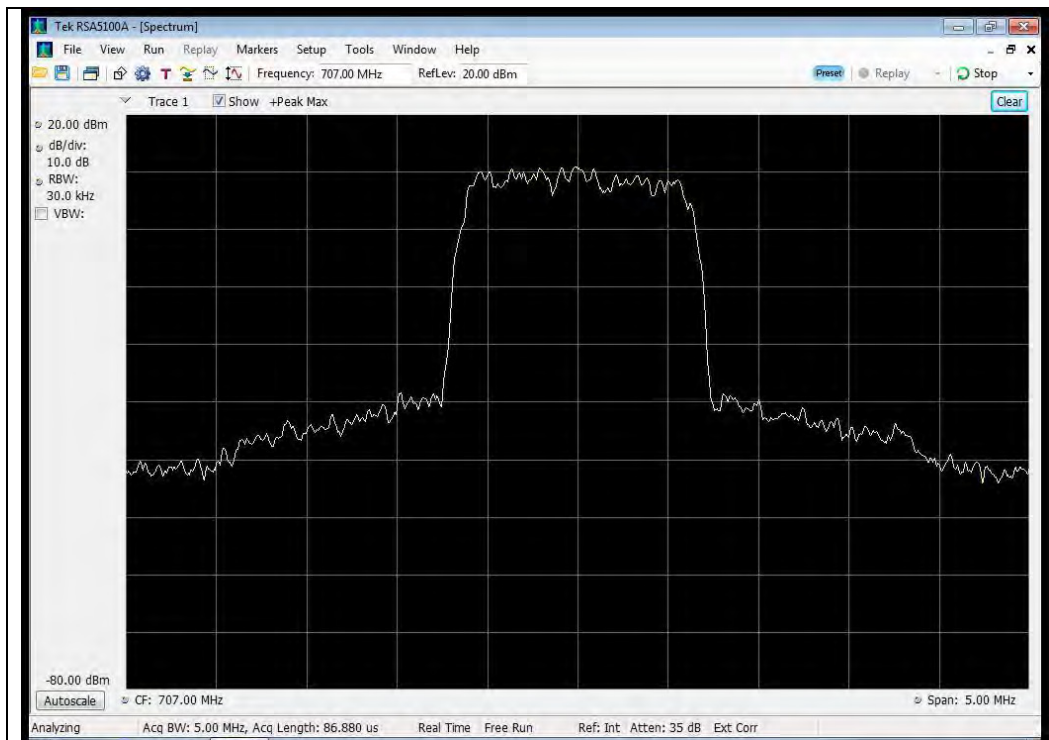 Tek RSA5100A - [Spectrum]
File View Run Replay Markers Setup Tools Window Help
T Frequency: 707.00 MHz RefLev: 20.00 dBm Preset Replay Stop
Trace 1 Show +Peak Max Clear
20.00 dBm
dB/div:
10.0 dB
RBW:
30.0 kHz
VBW:
-80.00 dBm
Autoscale CF: 707.00 MHz Span: 5.00 MHz
Analyzing Acq BW: 5.00 MHz, Acq Length: 86.880 us Real Time Free Run Ref: Int Atten: 35 dB Ext Corr